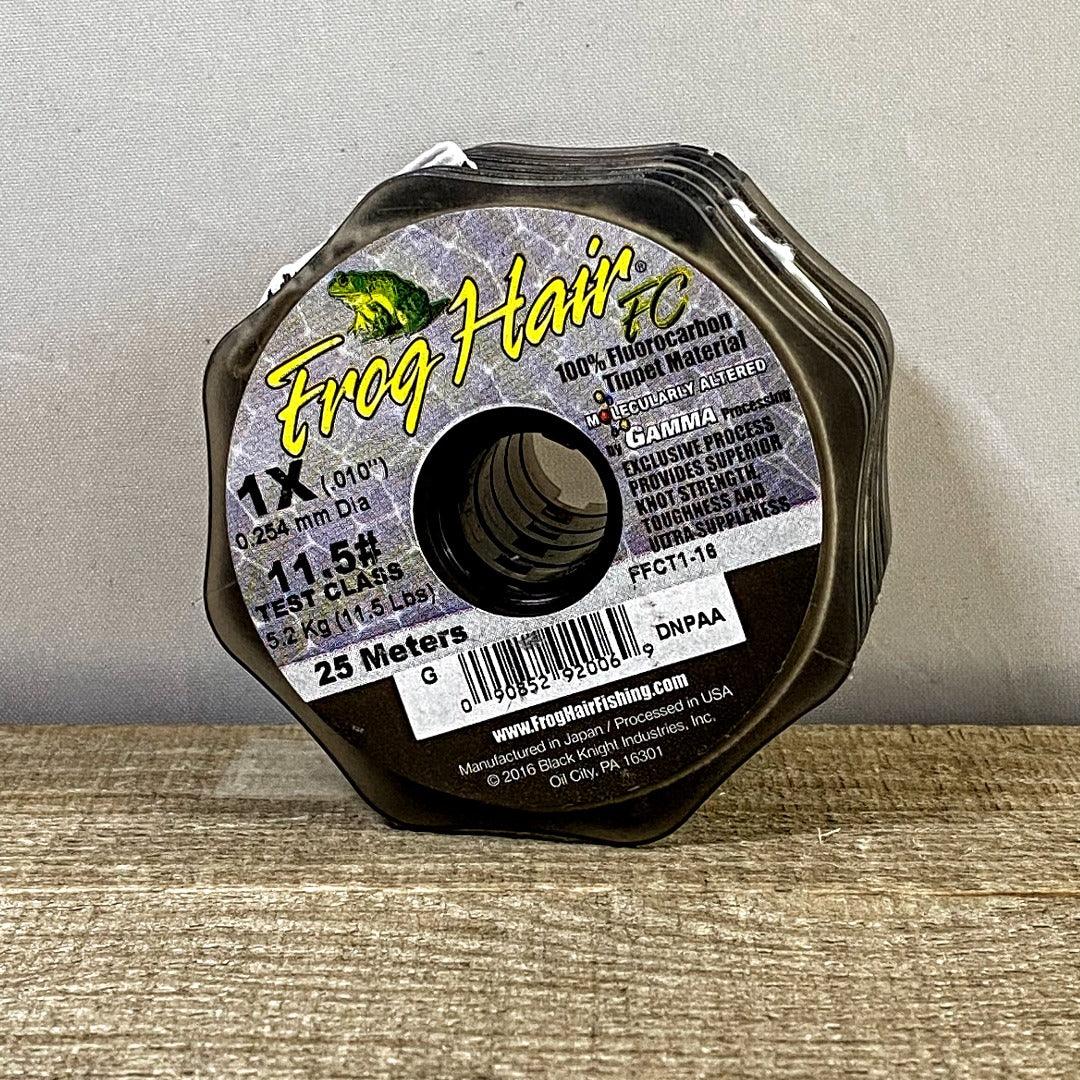 Frog Hair® FC
100% Fluorocarbon
Tippet Material
MOLECULARLY ALTERED
by GAMMA Processing
EXCLUSIVE PROCESS
PROVIDES SUPERIOR
KNOT STRENGTH,
TOUGHNESS AND
ULTRA SUPPLENESS
FFCT1-16
1X (.010")
0.254 mm Dia
11.5#
TEST CLASS
5.2 Kg (11.5 Lbs)
25 Meters
G
0 90852 92006 9
DNPAA
www.FrogHairFishing.com
Manufactured in Japan / Processed in USA
© 2016 Black Knight Industries, Inc.
Oil City, PA 16301